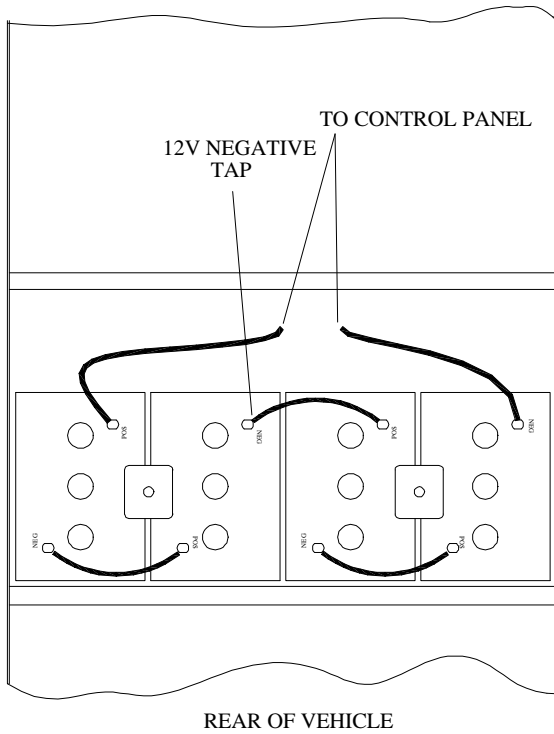 TO CONTROL PANEL
12V NEGATIVE
TAP
POS
NEG
POS
NEG
NEG
POS
NEG
POS
REAR OF VEHICLE